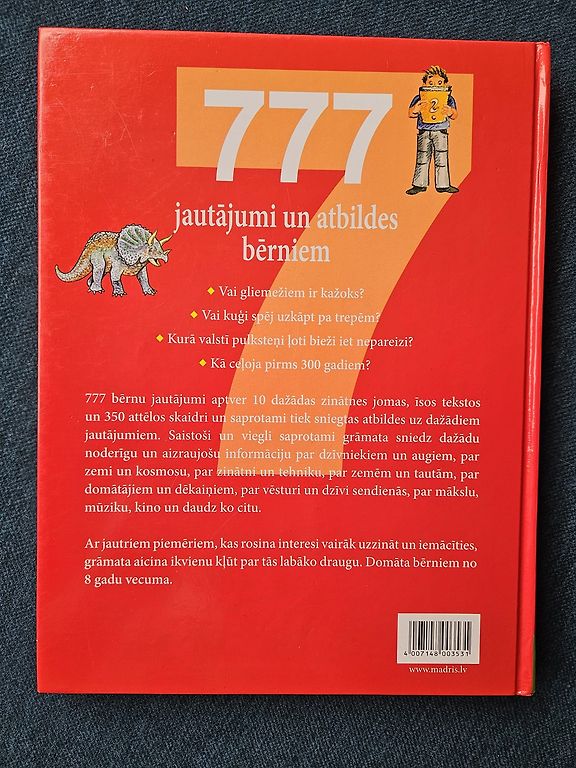 777
jautājumi un atbildes
bērniem
Vai gliemežiem ir kažoks?
Vai kuģi spēj uzkāpt pa trepēm?
Kurā valstī pulksteņi ļoti bieži iet nepareizi?
Kā ceļoja pirms 300 gadiem?
777 bērnu jautājumi aptver 10 dažādas zinātnes jomas, īsos tekstos
un 350 attēlos skaidri un saprotami tiek sniegtas atbildes uz dažādiem
jautājumiem. Saistoši un viegli saprotami grāmata sniedz dažādu
noderīgu un aizraujošu informāciju par dzīvniekiem un augiem, par
zemi un kosmosu, par zinātni un tehniku, par zemēm un tautām, par
domātājiem un dēkaiņiem, par vēsturi un dzīvi sendienās, par mākslu,
mūziku, kino un daudz ko citu.
Ar jautriem piemēriem, kas rosina interesi vairāk uzzināt un iemācīties,
grāmata aicina ikvienu kļūt par tās labāko draugu. Domāta bērniem no
8 gadu vecuma.
4 007148 003531
www.madris.lv